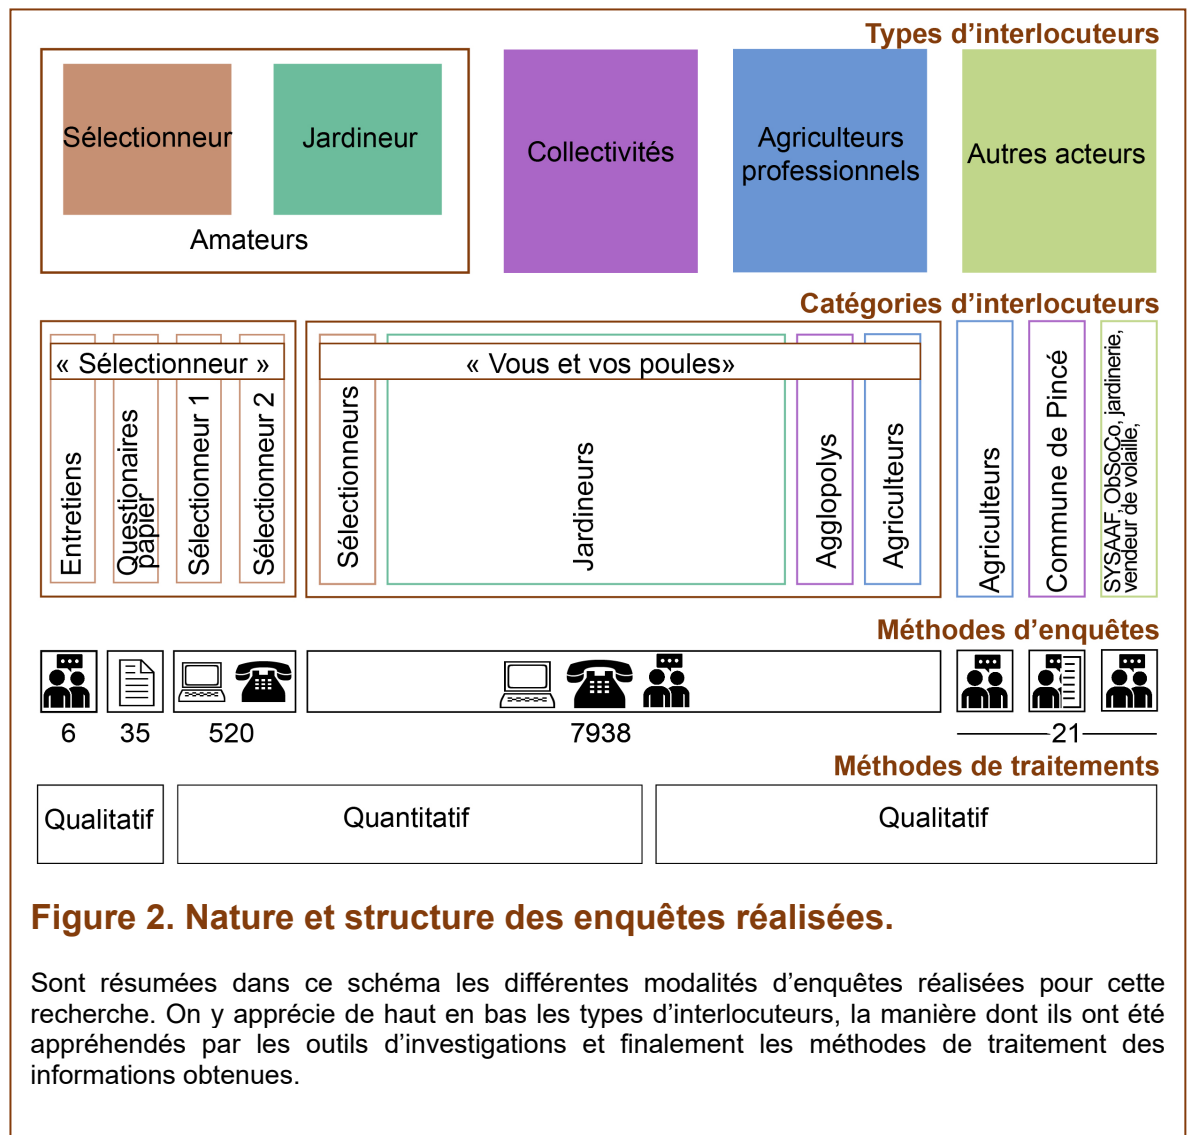 Types d’interlocuteurs
Sélectionneur
Jardineur
Amateurs
Collectivités
Agriculteurs
professionnels
Autres acteurs
Catégories d’interlocuteurs
« Sélectionneur »
Entretiens
Questionaires
papier
Sélectionneur 1
Sélectionneur 2
« Vous et vos poules»
Sélectionneurs
Jardineurs
Agglopolys
Agriculteurs
Agriculteurs
Commune de Pincé
SYSAAF, ObSoCo, jardinerie,
vendeur de volaille,
Méthodes d’enquêtes
6
35
520
7938
21
Méthodes de traitements
Qualitatif
Quantitatif
Qualitatif
Figure 2. Nature et structure des enquêtes réalisées.
Sont résumées dans ce schéma les différentes modalités d’enquêtes réalisées pour cette
recherche. On y apprécie de haut en bas les types d’interlocuteurs, la manière dont ils ont été
appréhendés par les outils d’investigations et finalement les méthodes de traitement des
informations obtenues.